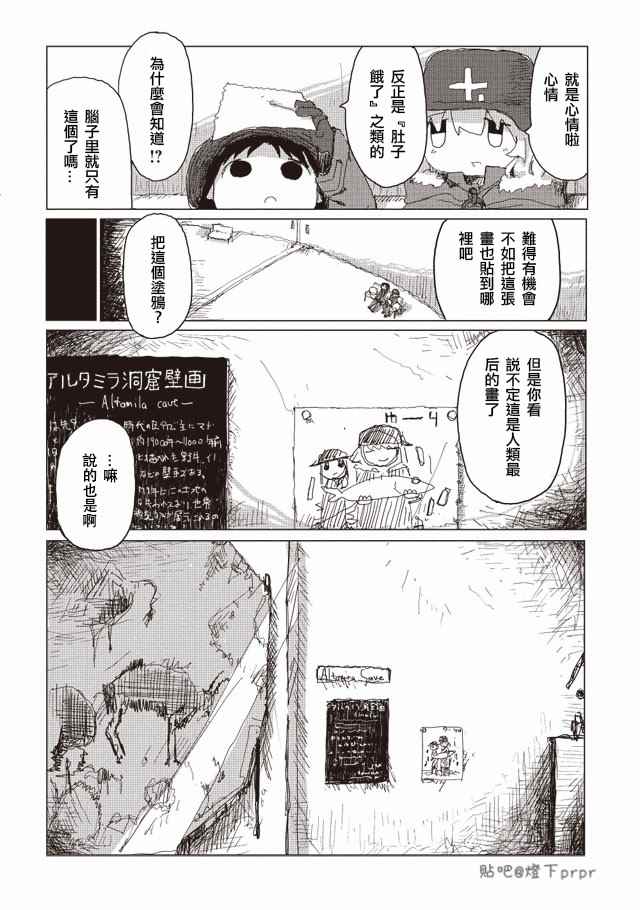 就是心情啦
心情
反正是『肚子
餓了』之類的
為什麼會知道!?
腦子里就只有
這個了嗎…
難得有機會
不如把這張
畫也貼到哪
裡吧
把這個塗鴉？
但是你看
說不定這是人類最
后的畫了
アルタミラ洞窟壁画
— Altamila cave —
…嘛
說的也是啊
Altamira Cave
貼吧@燈下prpr